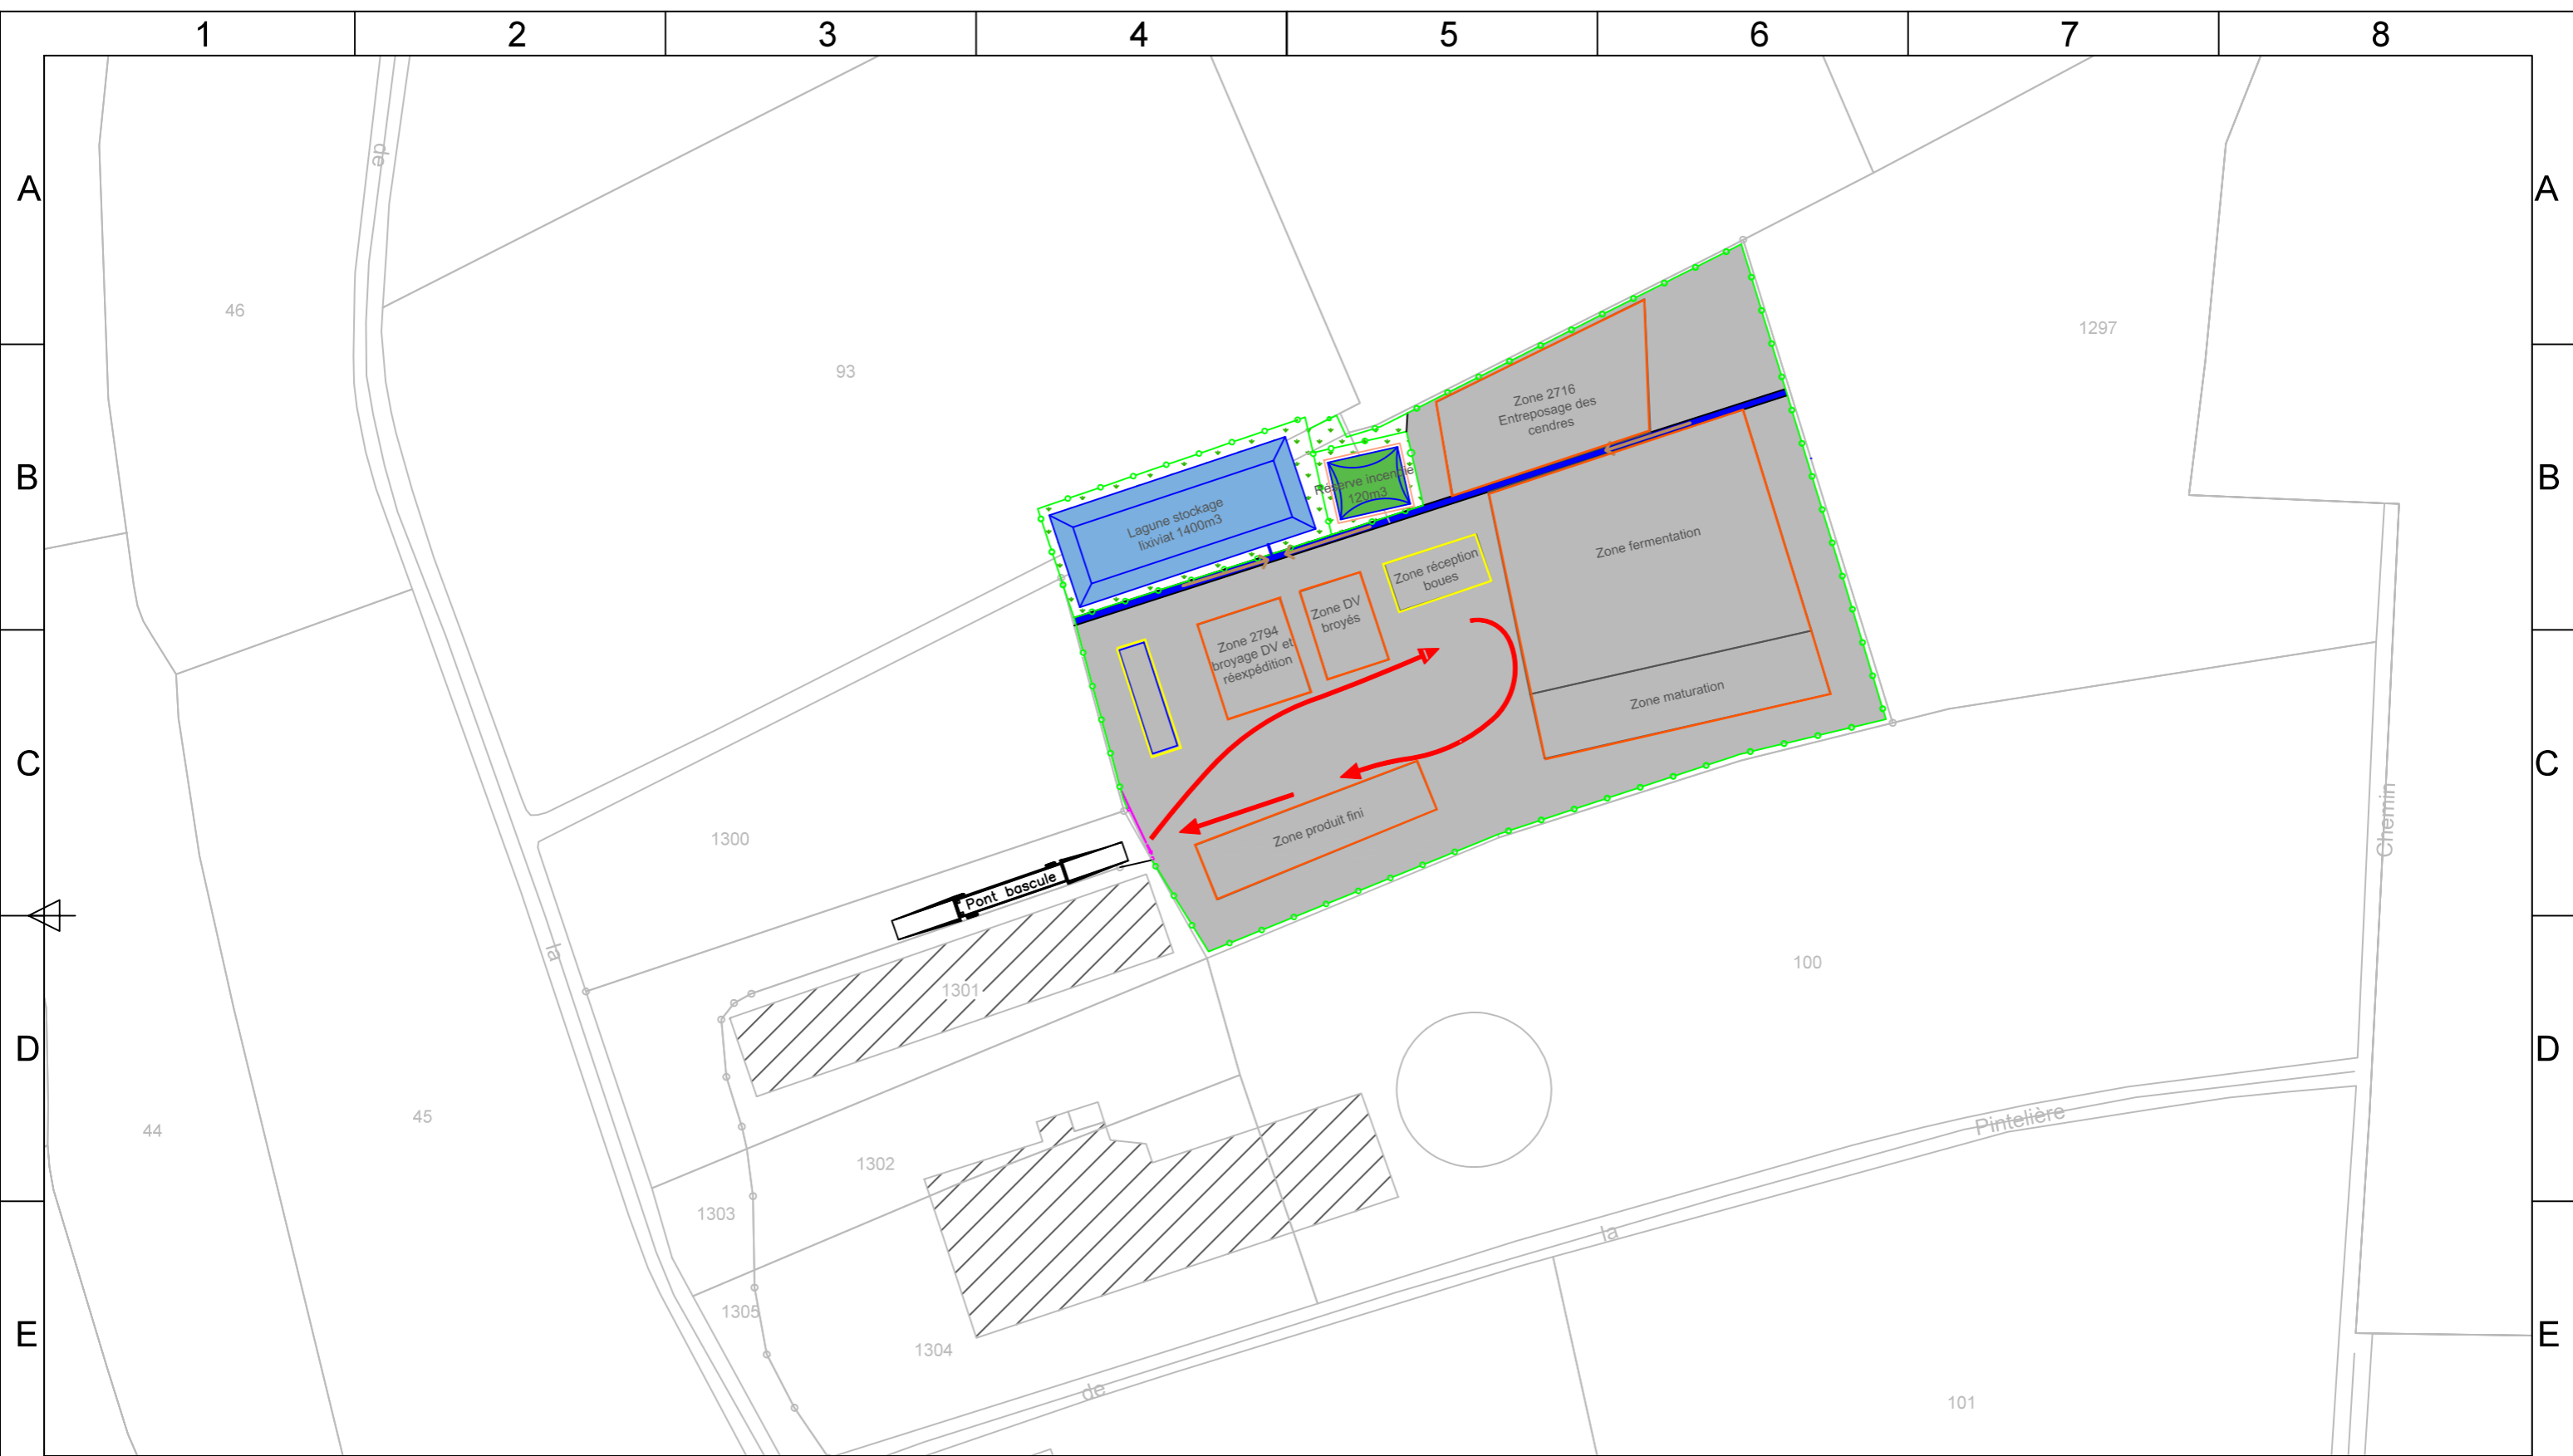 1 2 3 4 5 6 7 8
A A
de
46
1297
93
Zone 2716
Entreposage des
cendres
B B
Réserve incendie
120m3
Lagune stockage
lixiviat 1400m3
Zone fermentation
Zone réception
boues
Zone DV
broyés
Zone 2794
broyage DV et
réexpédition
Zone maturation
C C
Chemin
Zone produit fini
1300
Pont bascule
la
100
1301
D D
Pintelière
45
44
1302
1303
la
1305
E E
1304
de
101